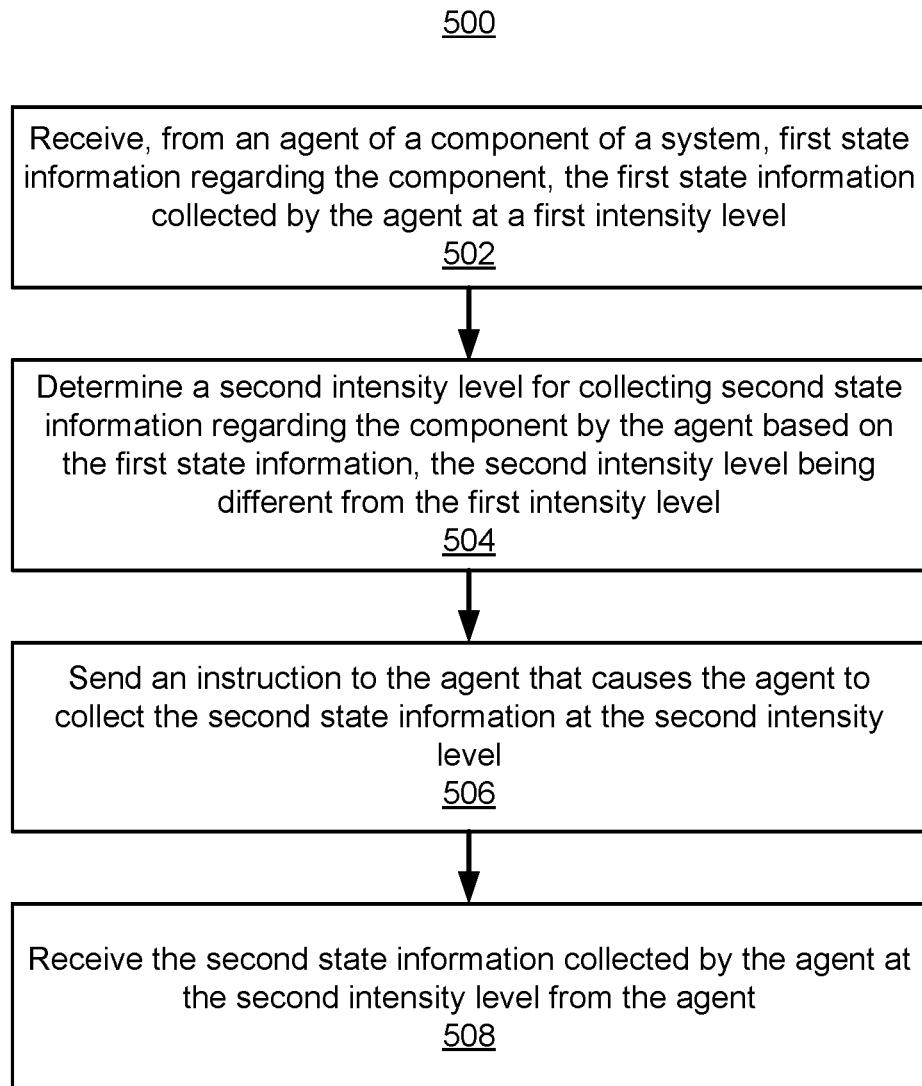 500
Receive, from an agent of a component of a system, first state
information regarding the component, the first state information
collected by the agent at a first intensity level
502
Determine a second intensity level for collecting second state
information regarding the component by the agent based on
the first state information, the second intensity level being
different from the first intensity level
504
Send an instruction to the agent that causes the agent to
collect the second state information at the second intensity
level
506
Receive the second state information collected by the agent at
the second intensity level from the agent
508